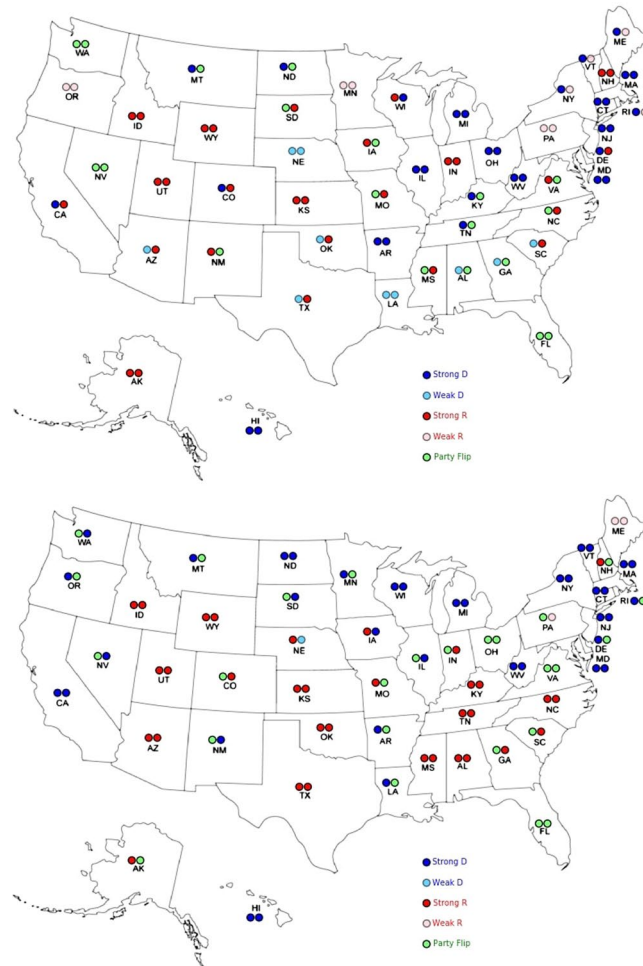 WA
MT
ND
MN
ME
VT
NH
OR
ID
WY
SD
WI
MI
NY
MA
CT
RI
NV
UT
CO
NE
IA
IL
IN
OH
PA
NJ
DE
MD
CA
AZ
NM
KS
MO
KY
WV
VA
OK
AR
TN
NC
TX
LA
MS
AL
GA
SC
FL
AK
HI
Strong D
Weak D
Strong R
Weak R
Party Flip
WA
MT
ND
MN
ME
VT
NH
OR
ID
WY
SD
WI
MI
NY
MA
CT
RI
NV
UT
CO
NE
IA
IL
IN
OH
PA
NJ
DE
MD
CA
AZ
NM
KS
MO
KY
WV
VA
OK
AR
TN
NC
TX
LA
MS
AL
GA
SC
FL
AK
HI
Strong D
Weak D
Strong R
Weak R
Party Flip